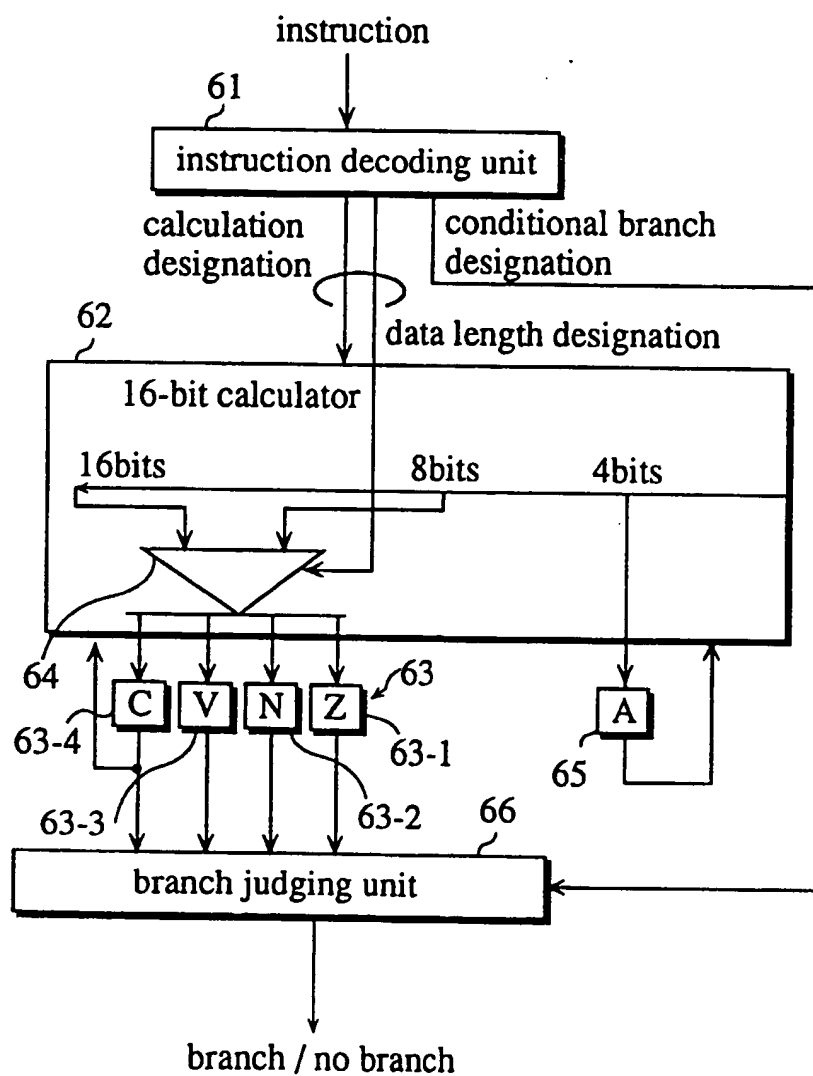 instruction
61
instruction decoding unit
calculation
designation
conditional branch
designation
data length designation
62
16-bit calculator
16bits
8bits
4bits
64
C
V
N
Z
63
A
63-4
63-1
65
63-3
63-2
66
branch judging unit
branch / no branch